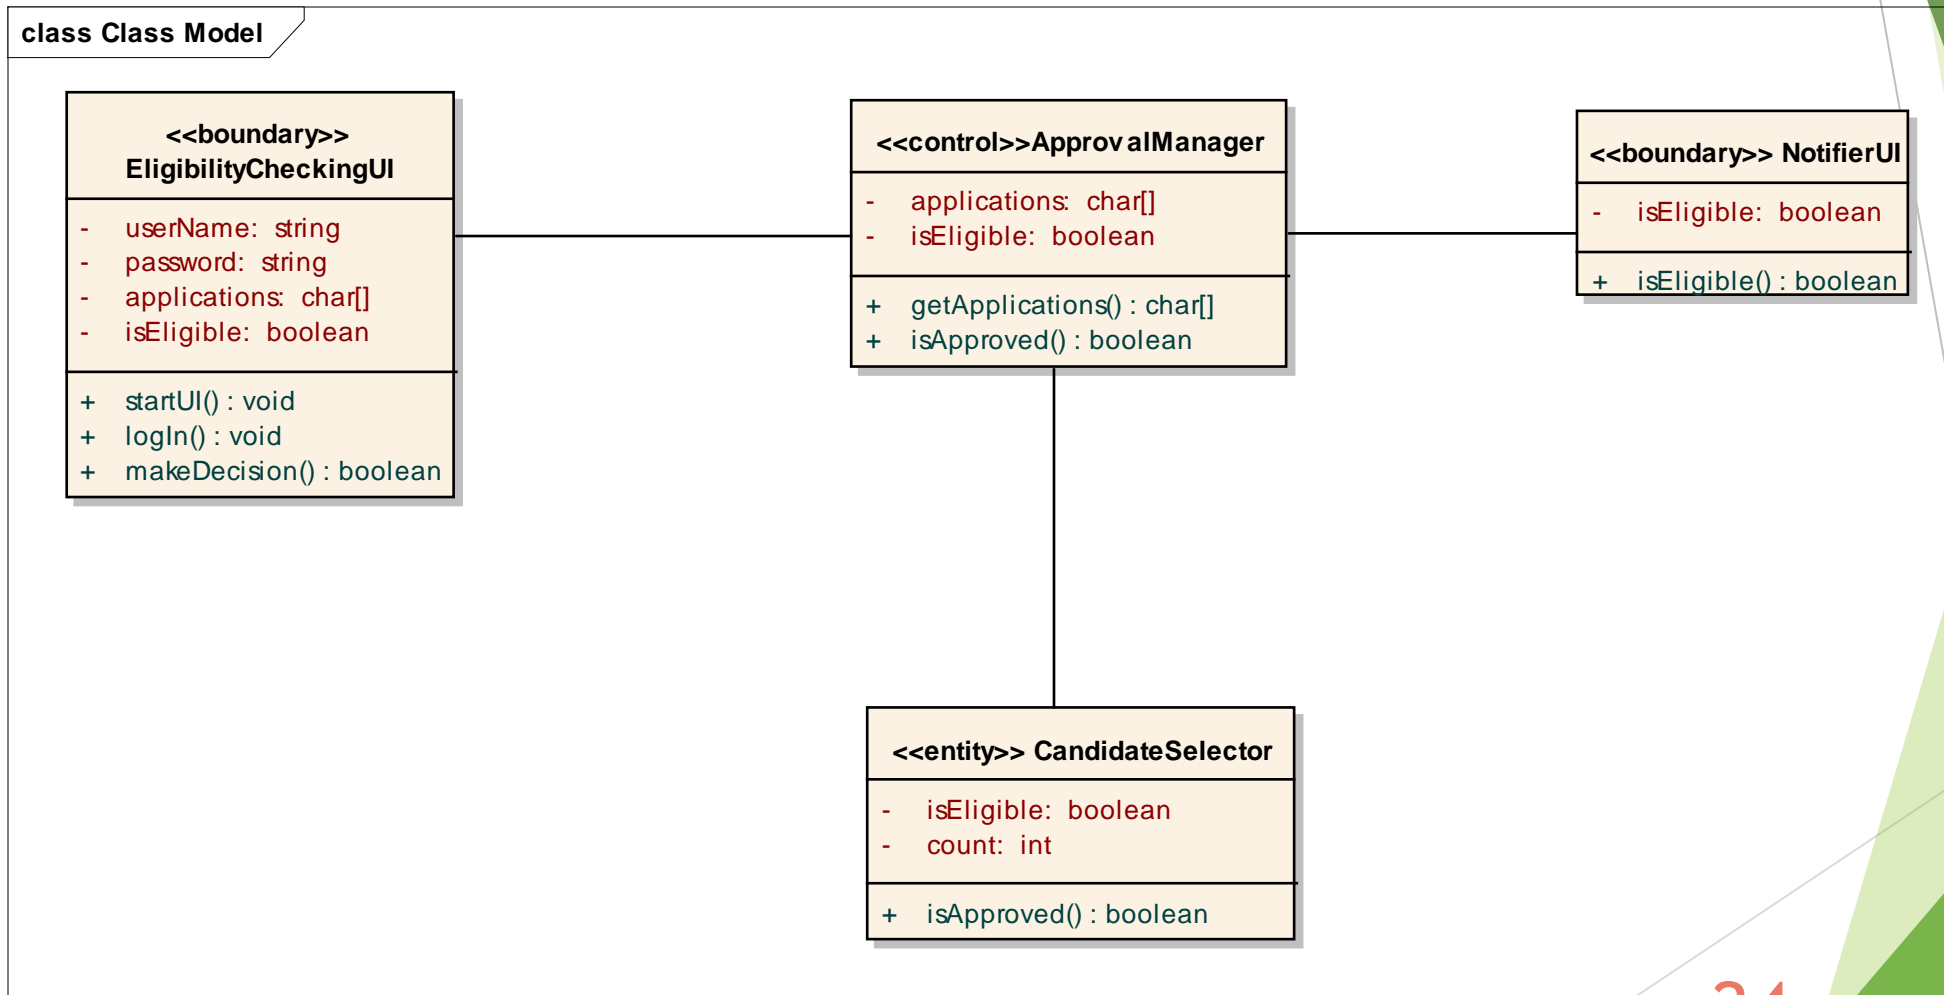 class Class Model
<<boundary>>
EligibilityCheckingUI
- userName: string
- password: string
- applications: char[]
- isEligible: boolean
+ startUI() : void
+ logIn() : void
+ makeDecision() : boolean
<<control>>ApprovalManager
- applications: char[]
- isEligible: boolean
+ getApplications() : char[]
+ isApproved() : boolean
<<boundary>> NotifierUI
- isEligible: boolean
+ isEligible() : boolean
<<entity>> CandidateSelector
- isEligible: boolean
- count: int
+ isApproved() : boolean